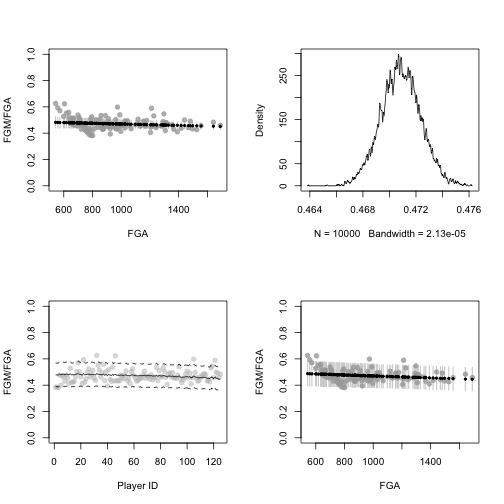 FGM/FGA
0.0 0.2 0.4 0.6 0.8 1.0
600 800 1000 1400
FGA
Density
0 50 150 250
0.464 0.468 0.472 0.476
N = 10000 Bandwidth = 2.13e-05
FGM/FGA
0.0 0.2 0.4 0.6 0.8 1.0
0 20 40 60 80 100 120
Player ID
FGM/FGA
0.0 0.2 0.4 0.6 0.8 1.0
600 800 1000 1400
FGA